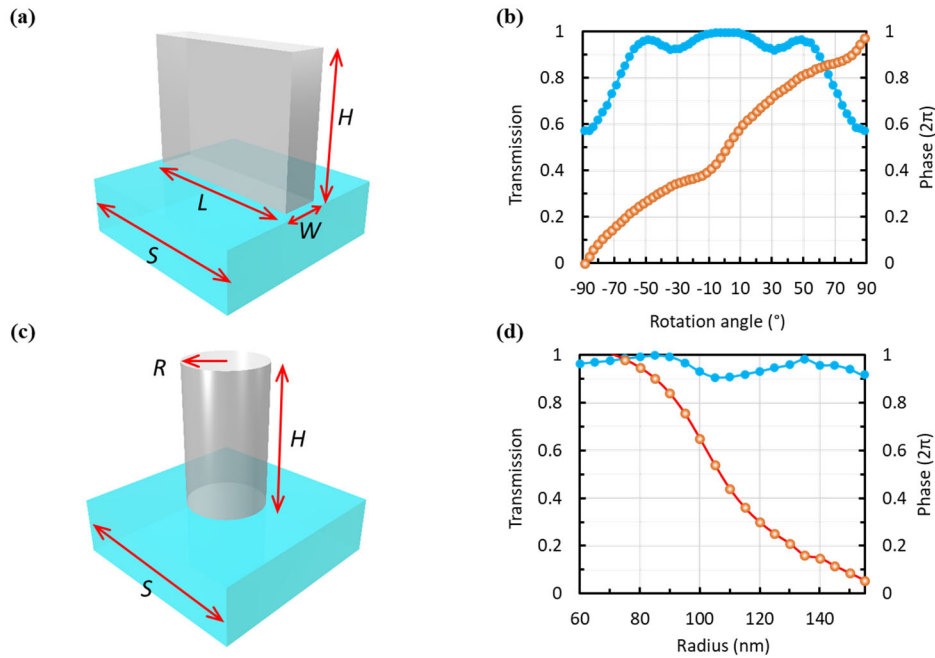 (a)
H
L
W
S
(b)
1
0.8
0.6
0.4
0.2
0
Transmission
1
0.8
0.6
0.4
0.2
0
Phase (2π)
-90 -70 -50 -30 -10 10 30 50 70 90
Rotation angle (°)
(c)
R
H
S
(d)
1
0.8
0.6
0.4
0.2
0
Transmission
1
0.8
0.6
0.4
0.2
0
Phase (2π)
60 80 100 120 140
Radius (nm)